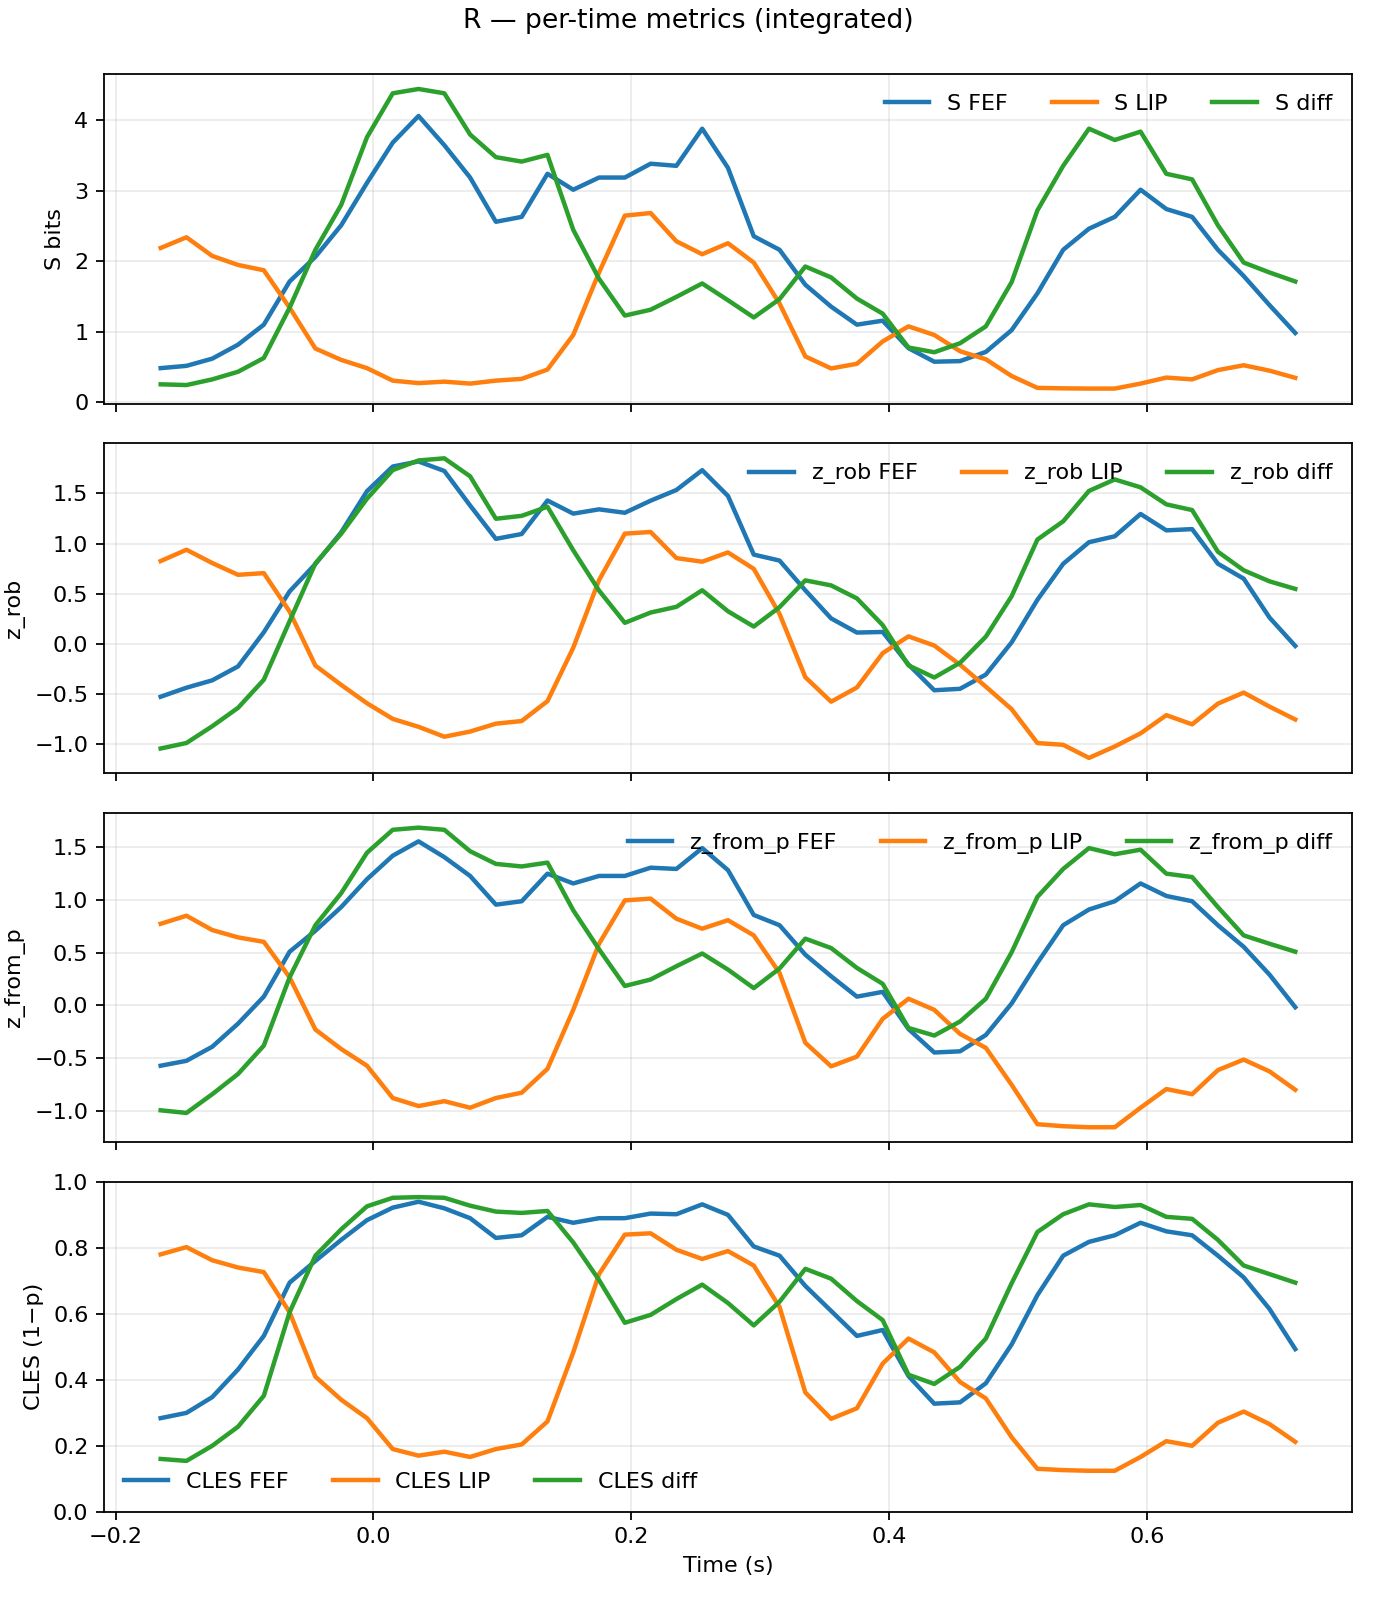 R — per-time metrics (integrated)
S FEF S LIP S diff
S bits
4
3
2
1
0
z_rob FEF z_rob LIP z_rob diff
z_rob
1.5
1.0
0.5
0.0
−0.5
−1.0
z_from_p FEF z_from_p LIP z_from_p diff
z_from_p
1.5
1.0
0.5
0.0
−0.5
−1.0
CLES (1−p)
1.0
0.8
0.6
0.4
0.2
0.0
CLES FEF CLES LIP CLES diff
−0.2 0.0 0.2 0.4 0.6
Time (s)